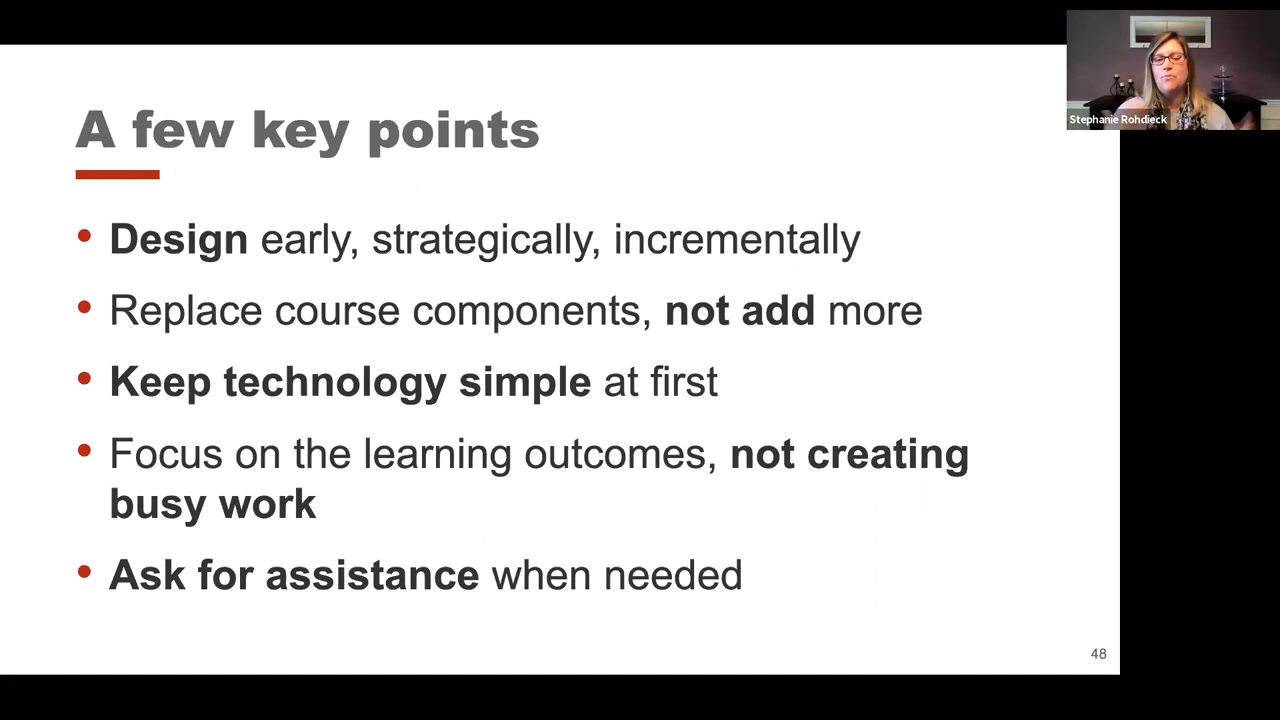 A few key points
Stephanie Rohdieck
• Design early, strategically, incrementally
• Replace course components, not add more
• Keep technology simple at first
• Focus on the learning outcomes, not creating
busy work
• Ask for assistance when needed
48